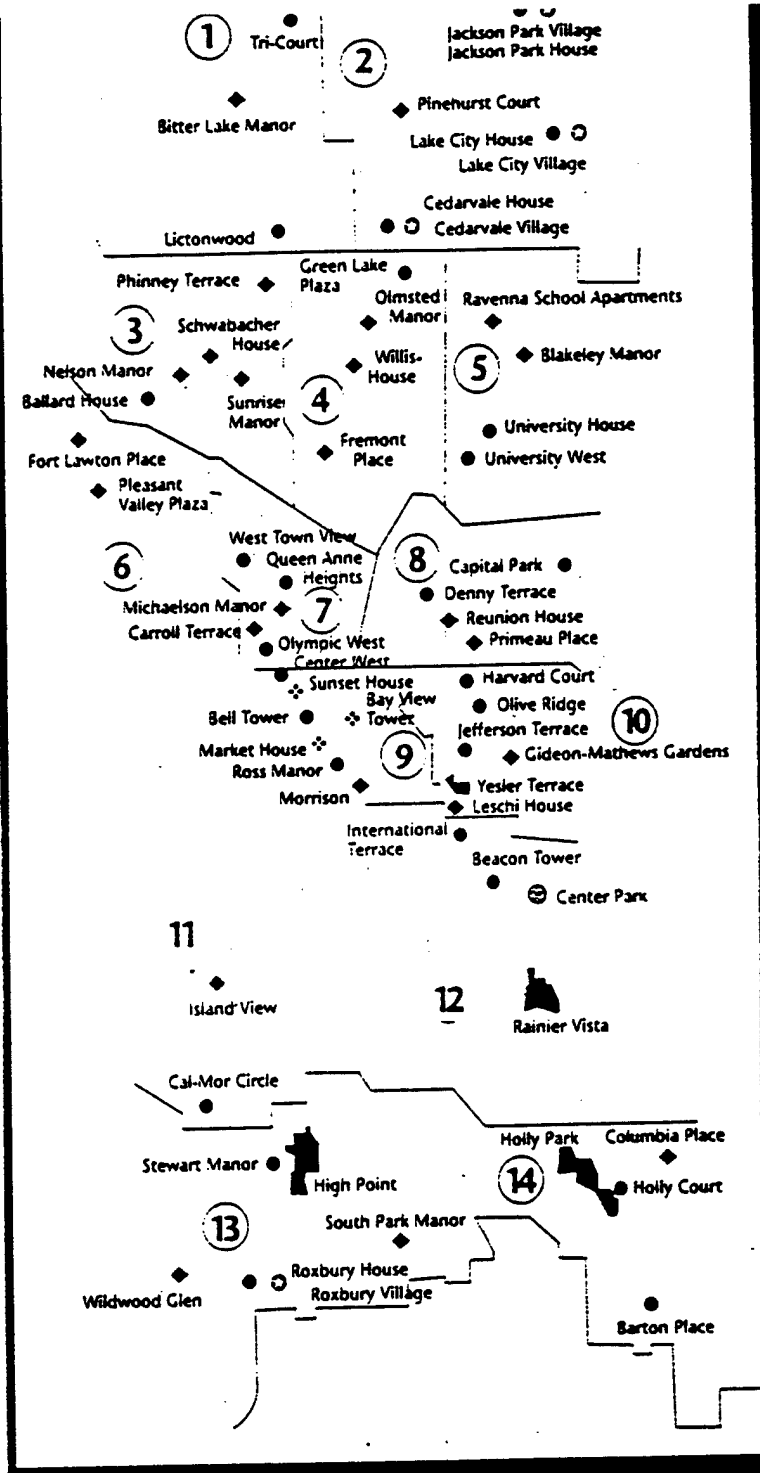 1
Tri-Court
2
Jackson Park Village
Jackson Park House
Bitter Lake Manor
Pinehurst Court
Lake City House
Lake City Village
Cedarvale House
Cedarvale Village
Lictonwood
Phinney Terrace
Green Lake
Plaza
Olmsted
Manor
Ravenna School Apartments
3
Schwabacher
House
Nelson Manor
Willis-
House
5
Blakeley Manor
Ballard House
Sunrise
Manor
4
University House
Fort Lawton Place
Fremont
Place
University West
Pleasant
Valley Plaza
West Town View
6
Queen Anne
Heights
8
Capital Park
Denny Terrace
Michaelson Manor
7
Reunion House
Carroll Terrace
Primeau Place
Olympic West
Center West
Sunset House
Harvard Court
Bay View
Tower
Olive Ridge
10
Bell Tower
Jefferson Terrace
Market House
9
Gideon-Mathews Gardens
Ross Manor
Yesler Terrace
Morrison
Leschi House
International
Terrace
Beacon Tower
Center Park
11
Island View
12
Rainier Vista
Cal-Mor Circle
Holly Park
Columbia Place
Stewart Manor
High Point
14
Holly Court
13
South Park Manor
Wildwood Glen
Roxbury House
Roxbury Village
Barton Place